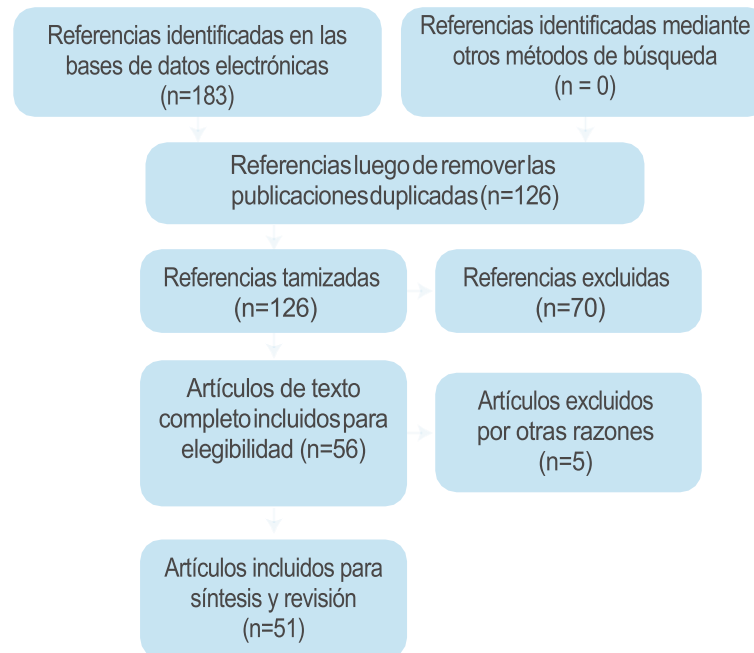 Referencias identificadas en las
bases de datos electrónicas
(n=183)
Referencias identificadas mediante
otros métodos de búsqueda
(n = 0)
Referencias luego de remover las
publicaciones duplicadas (n=126)
Referencias tamizadas
(n=126)
Referencias excluidas
(n=70)
Artículos de texto
completo incluidos para
elegibilidad (n=56)
Artículos excluidos
por otras razones
(n=5)
Artículos incluidos para
síntesis y revisión
(n=51)